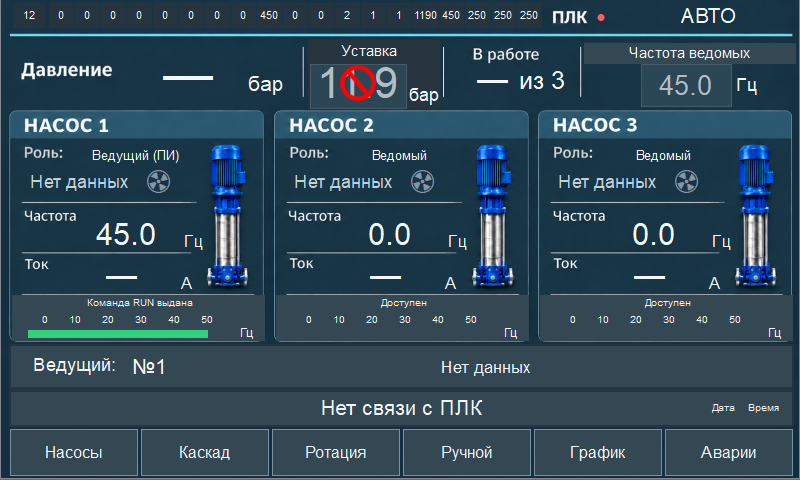 12 0 0 0 0 0 0 0 0 450 0 0 2 1 1 1190 450 250 250 250 ПЛК АВТО
Давление — бар
Уставка
11.9 бар
В работе
— из 3
Частота ведомых
45.0 Гц
НАСОС 1
Роль: Ведущий (ПИ)
Нет данных
Частота
45.0 Гц
Ток
— А
Команда RUN выдана
0 10 20 30 40 50
Гц
НАСОС 2
Роль: Ведомый
Нет данных
Частота
0.0 Гц
Ток
— А
Доступен
0 10 20 30 40 50
Гц
НАСОС 3
Роль: Ведомый
Нет данных
Частота
0.0 Гц
Ток
— А
Доступен
0 10 20 30 40 50
Гц
Ведущий: №1 Нет данных
Нет связи с ПЛК Дата Время
Насосы Каскад Ротация Ручной График Аварии